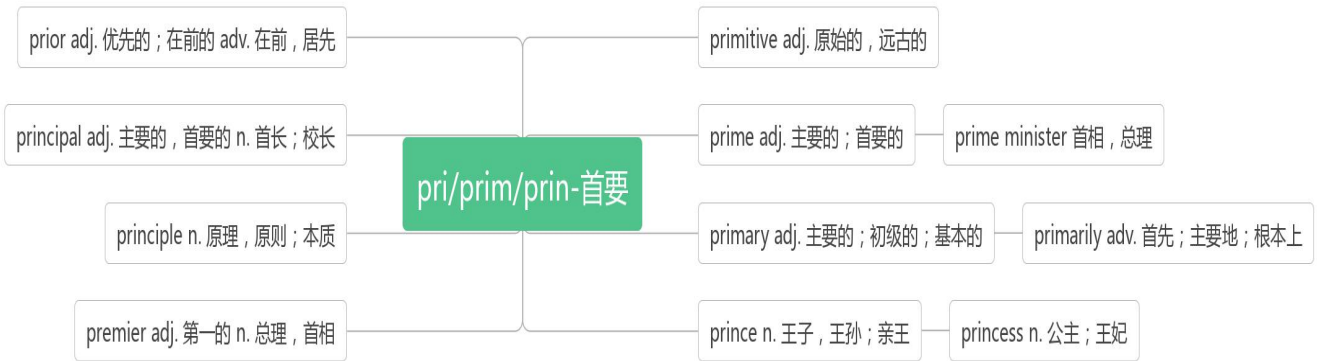 prior adj. 优先的；在前的 adv. 在前，居先
principal adj. 主要的，首要的 n. 首长；校长
principle n. 原理，原则；本质
premier adj. 第一的 n. 总理，首相
pri/prim/prin-首要
primitive adj. 原始的，远古的
prime adj. 主要的；首要的
prime minister 首相，总理
primary adj. 主要的；初级的；基本的
primarily adv. 首先；主要地；根本上
prince n. 王子，王孙；亲王
princess n. 公主；王妃